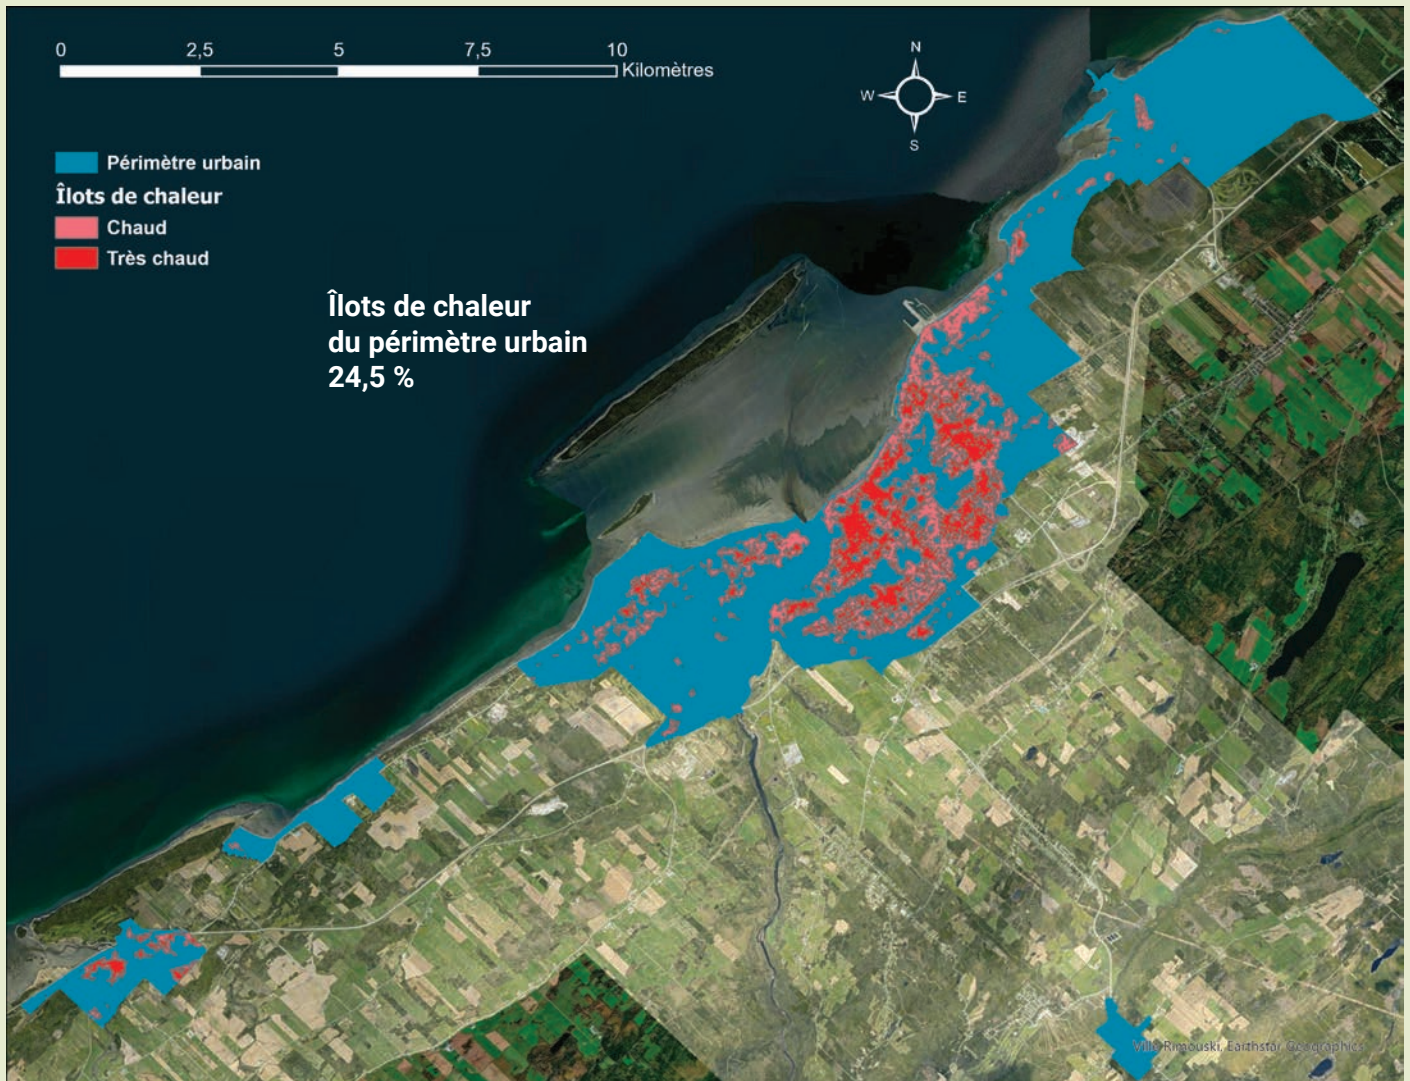 0 2,5 5 7,5 10
Kilomètres
N
W E
S
Périmètre urbain
Îlots de chaleur
Chaud
Très chaud
Îlots de chaleur
du périmètre urbain
24,5 %
Ville Rimouski, Earthstar Geographics